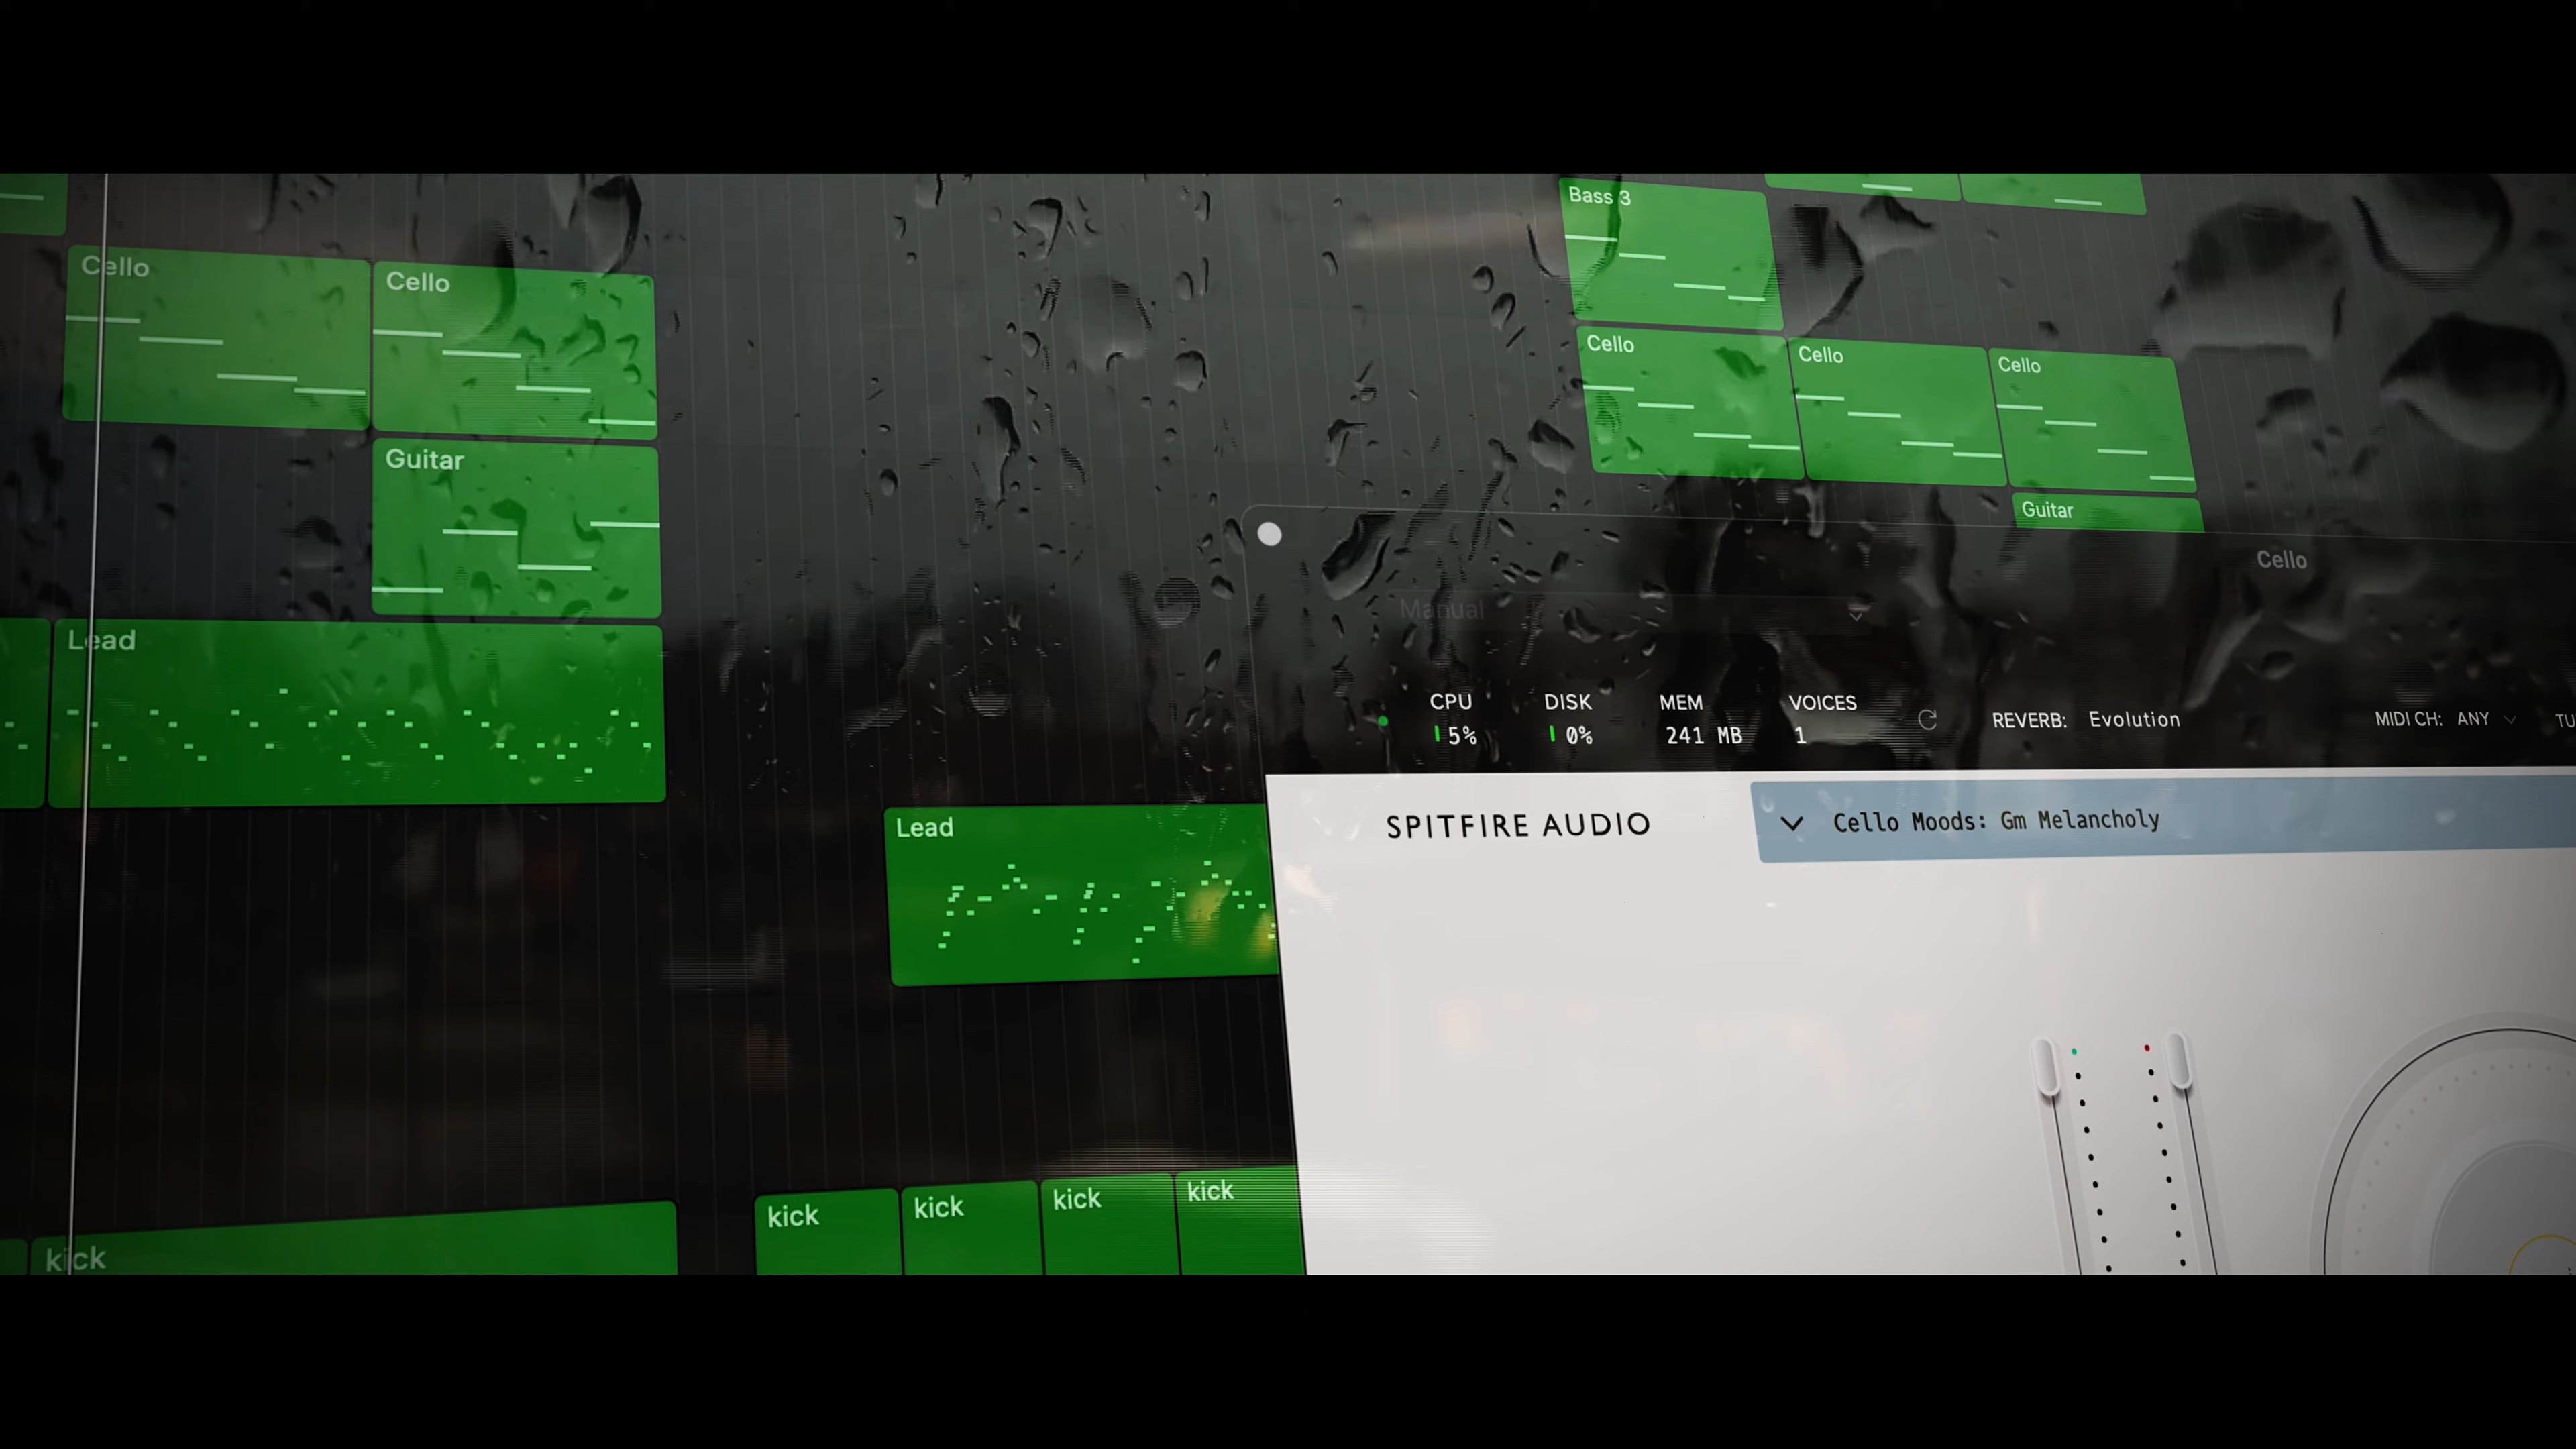 Bass 3
Cello
Cello
Cello
Cello
Cello
Guitar
Guitar
Cello
Manual
Lead
CPU DISK MEM VOICES
5% 0% 241 MB 1
REVERB: Evolution
MIDI CH: ANY
SPITFIRE AUDIO
Cello Moods: Gm Melancholy
Lead
kick
kick
kick
kick
kick